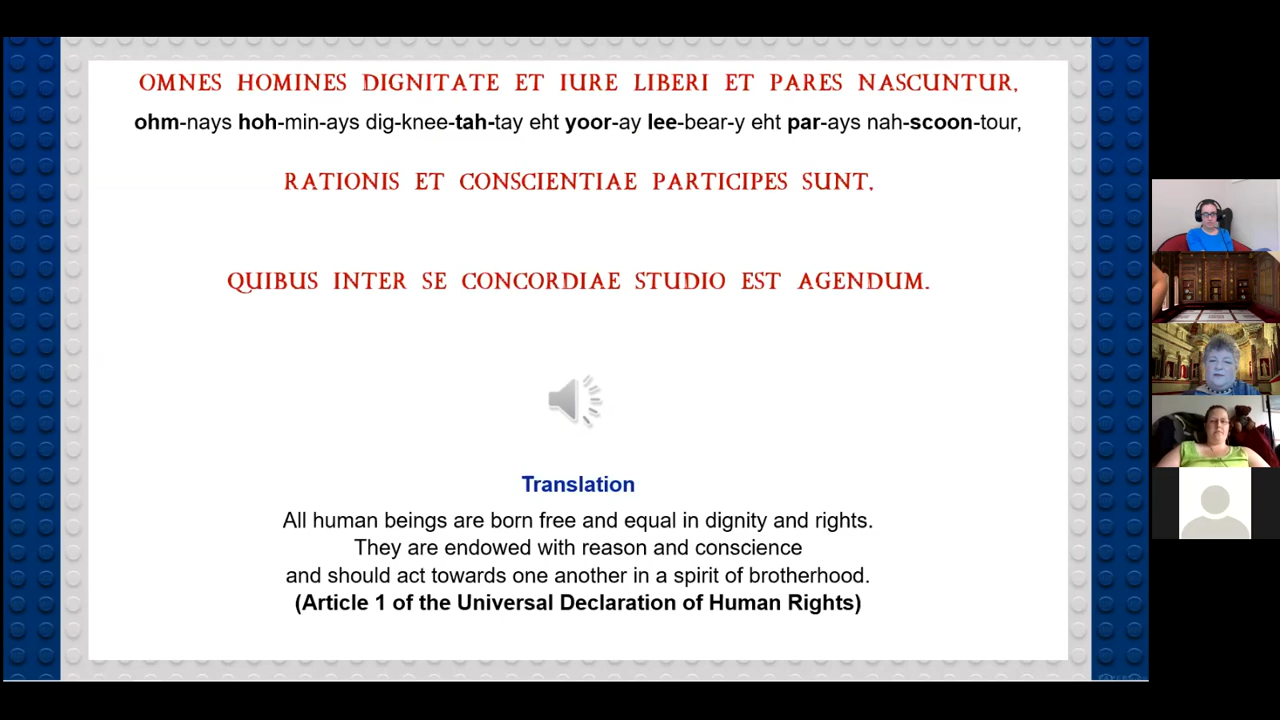 OMNES HOMINES DIGNITATE ET IURE LIBERI ET PARES NASCUNTUR,
ohm-nays hoh-min-ays dig-knee-tah-tay eht yoor-ay lee-bear-y eht par-ays nah-scoon-tour,
RATIONIS ET CONSCIENTIAE PARTICIPES SUNT,
QUIBUS INTER SE CONCORDIAE STUDIO EST AGENDUM.
Translation
All human beings are born free and equal in dignity and rights.
They are endowed with reason and conscience
and should act towards one another in a spirit of brotherhood.
(Article 1 of the Universal Declaration of Human Rights)